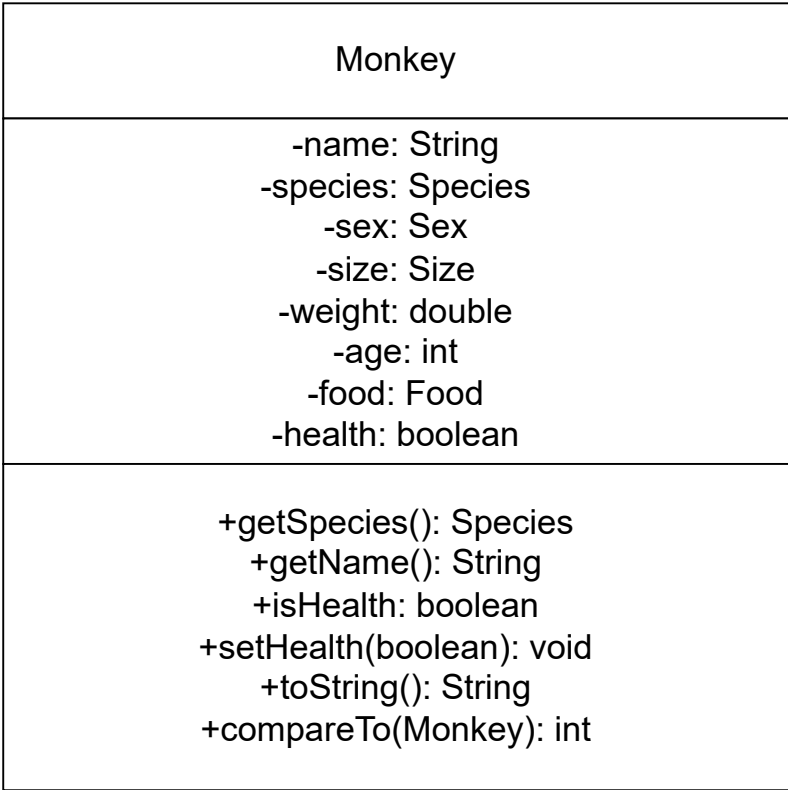 Monkey
-name: String
-species: Species
-sex: Sex
-size: Size
-weight: double
-age: int
-food: Food
-health: boolean
+getSpecies(): Species
+getName(): String
+isHealth: boolean
+setHealth(boolean): void
+toString(): String
+compareTo(Monkey): int